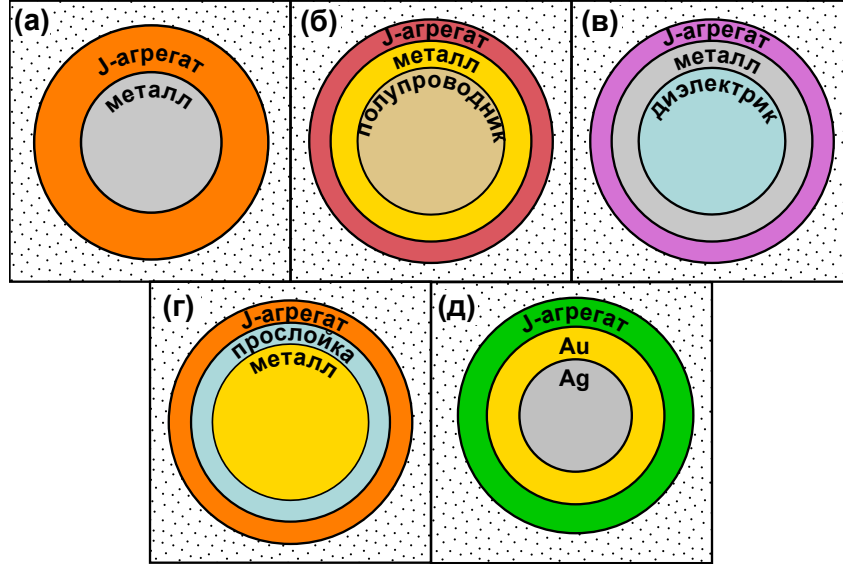 (а)
J-агрегат
металл
(б)
J-агрегат
металл
полупроводник
(в)
J-агрегат
металл
диэлектрик
(г)
J-агрегат
прослойка
металл
(д)
J-агрегат
Au
Ag